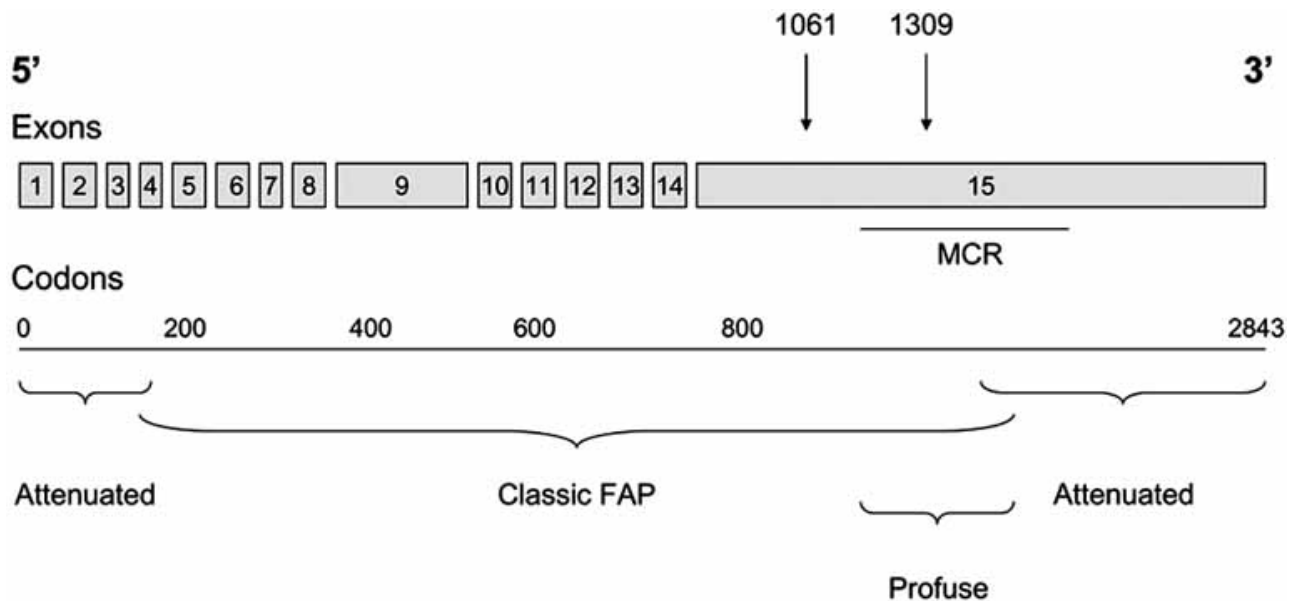 1061 1309
5’ 3’
Exons
1 2 3 4 5 6 7 8 9 10 11 12 13 14 15
MCR
Codons
0 200 400 600 800 2843
Attenuated Classic FAP Attenuated
Profuse